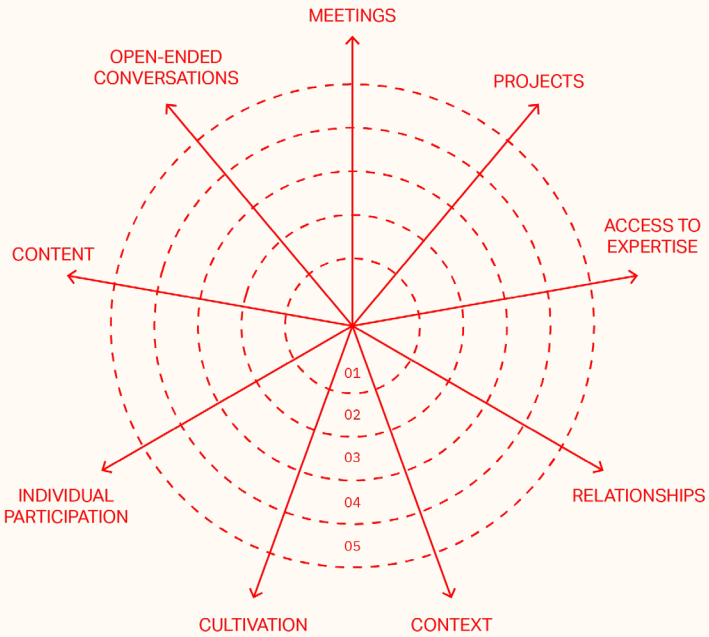 MEETINGS
OPEN-ENDED
CONVERSATIONS
PROJECTS
ACCESS TO
EXPERTISE
CONTENT
01
02
03
04
05
INDIVIDUAL
PARTICIPATION
RELATIONSHIPS
CULTIVATION
CONTEXT